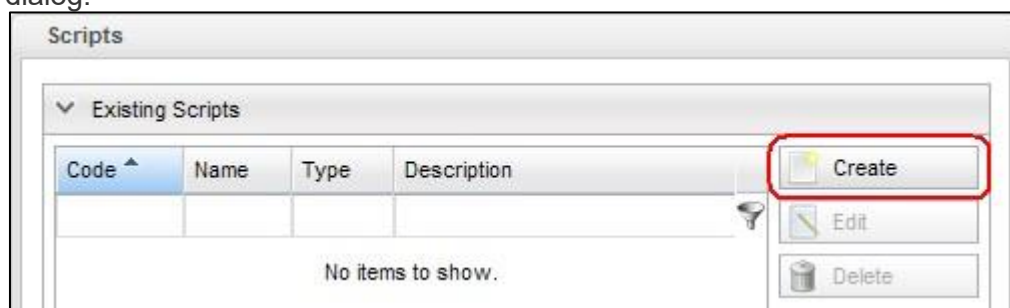 dialog.
Scripts
Existing Scripts
Code Name Type Description
Create
Edit
No items to show.
Delete